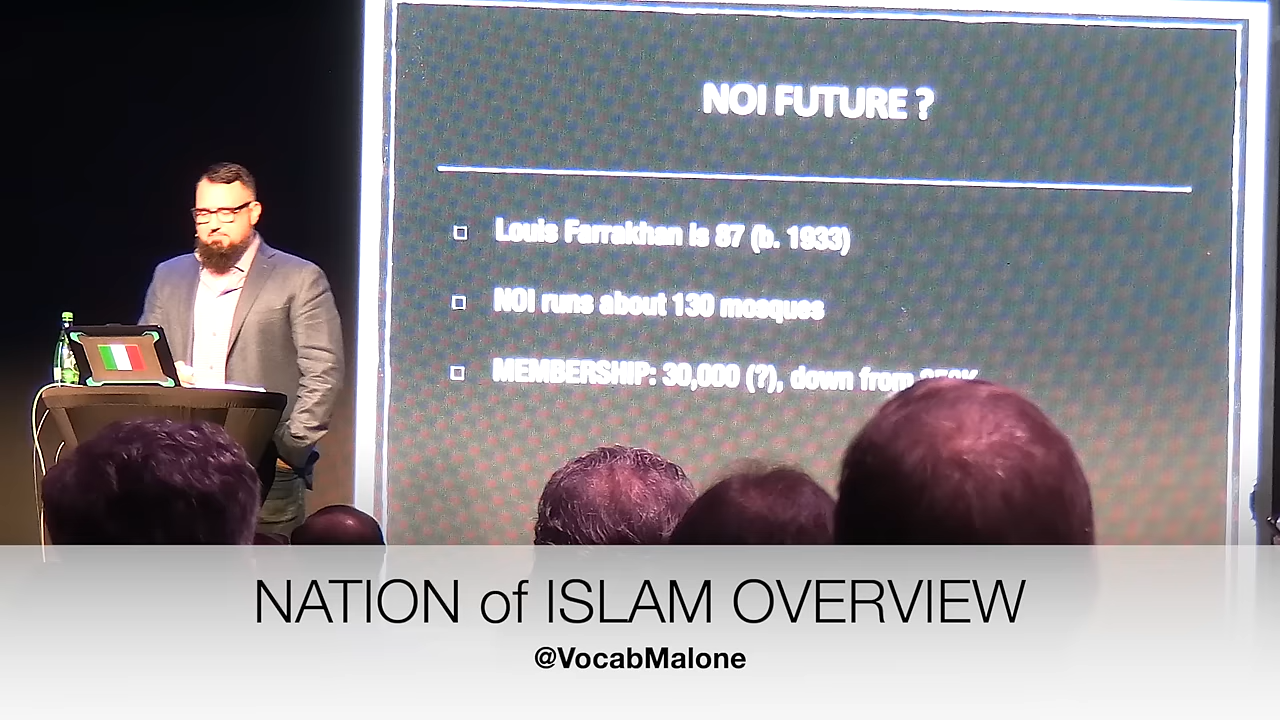 NOI FUTURE ?
Louis Farrakhan is 87 (b. 1933)
NOI runs about 130 mosques
MEMBERSHIP: 30,000 (?), down from
NATION of ISLAM OVERVIEW
@VocabMalone